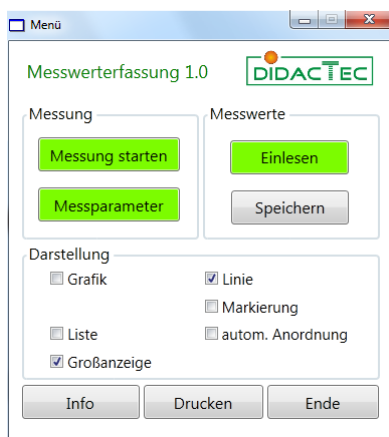 Menü
Messwerterfassung 1.0
DIDACTEC
Messung
Messwerte
Messung starten
Einlesen
Messparameter
Speichern
Darstellung
Grafik
Linie
Markierung
Liste
autom. Anordnung
Großanzeige
Info
Drucken
Ende